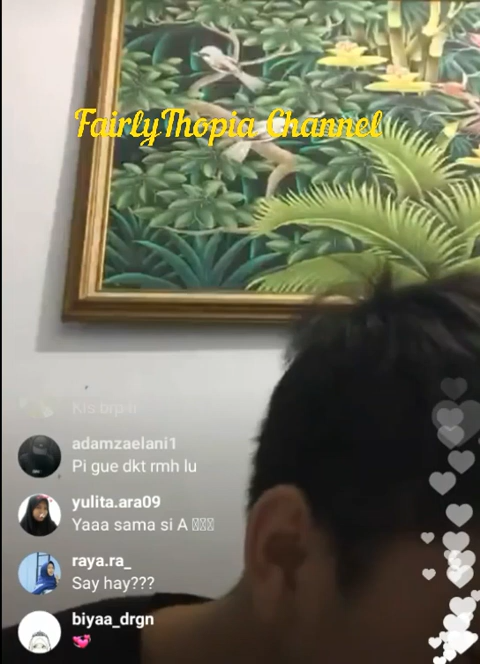 FairlyThopia Channel
adamzaelani1
Pi gue dkt rmh lu
yulita.ara09
Yaaa sama si A
raya.ra_
Say hay???
biyaa_drgn